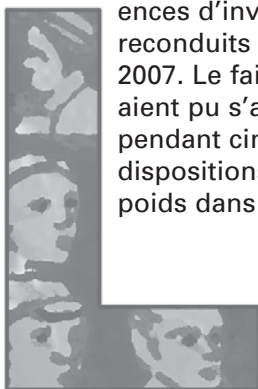 ences d’inv
reconduits
2007. Le fai
aient pu s’a
pendant cin
dispositions
poids dans